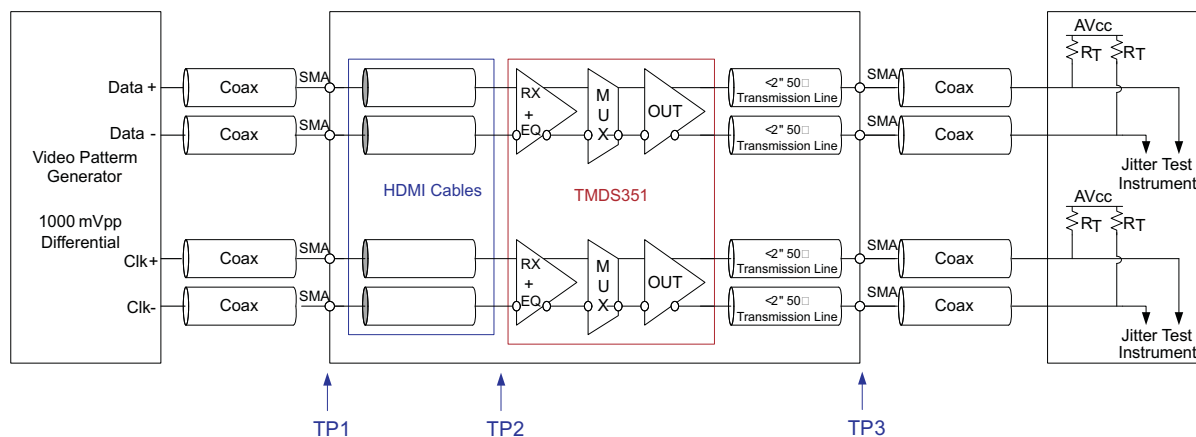 Data +
Data -
Video Patterm
Generator
1000 mVpp
Differential
Clk+
Clk-
Coax
SMA
Coax
Coax
SMA
Coax
SMA
HDMI Cables
RX
+
EQ
M
U
X
OUT
TMDS351
RX
+
EQ
M
U
X
OUT
<2" 50□
Transmission Line
<2" 50□
Transmission Line
<2" 50□
Transmission Line
<2" 50□
Transmission Line
SMA
Coax
SMA
Coax
SMA
Coax
SMA
Coax
AVcc
RT
RT
Jitter Test
Instrument
AVcc
RT
RT
Jitter Test
Instrument
TP1
TP2
TP3